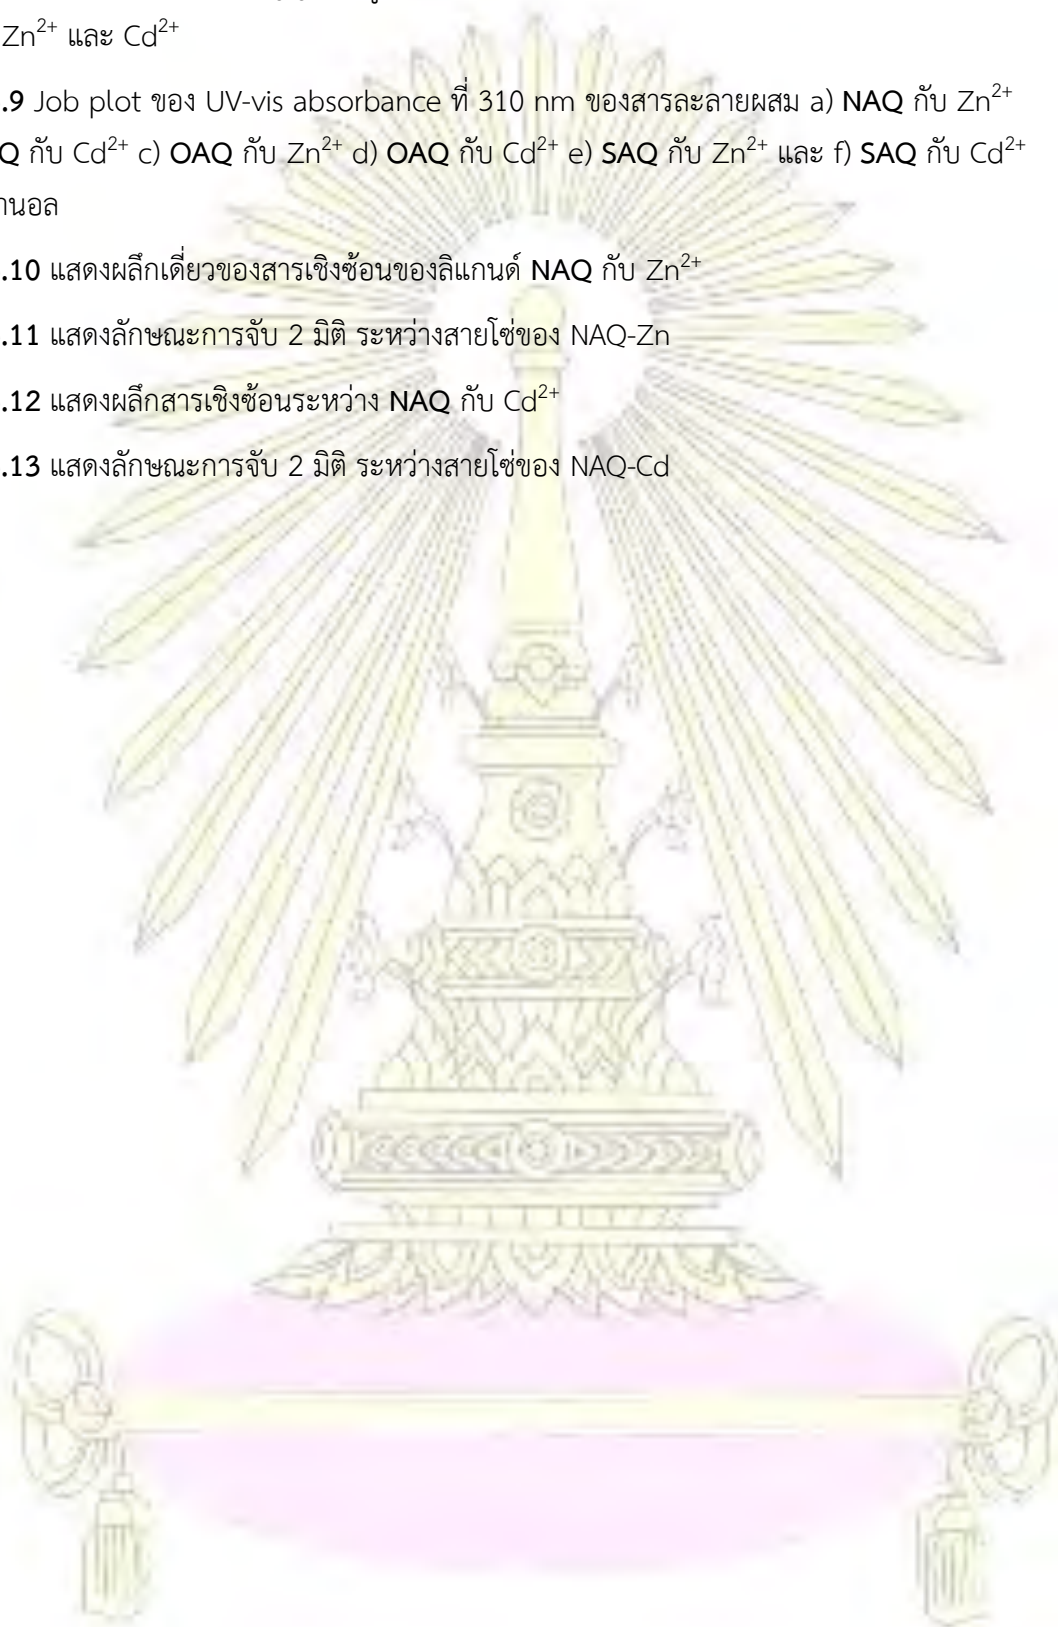 Zn²⁺ และ Cd²⁺
.9 Job plot ของ UV-vis absorbance ที่ 310 nm ของสารละลายผสม a) NAQ กับ Zn²⁺
Q กับ Cd²⁺ c) OAQ กับ Zn²⁺ d) OAQ กับ Cd²⁺ e) SAQ กับ Zn²⁺ และ f) SAQ กับ Cd²⁺
านอล
.10 แสดงผลึกเดี่ยวของสารเชิงซ้อนของลิแกนด์ NAQ กับ Zn²⁺
.11 แสดงลักษณะการจับ 2 มิติ ระหว่างสายโซ่ของ NAQ-Zn
.12 แสดงผลึกสารเชิงซ้อนระหว่าง NAQ กับ Cd²⁺
.13 แสดงลักษณะการจับ 2 มิติ ระหว่างสายโซ่ของ NAQ-Cd